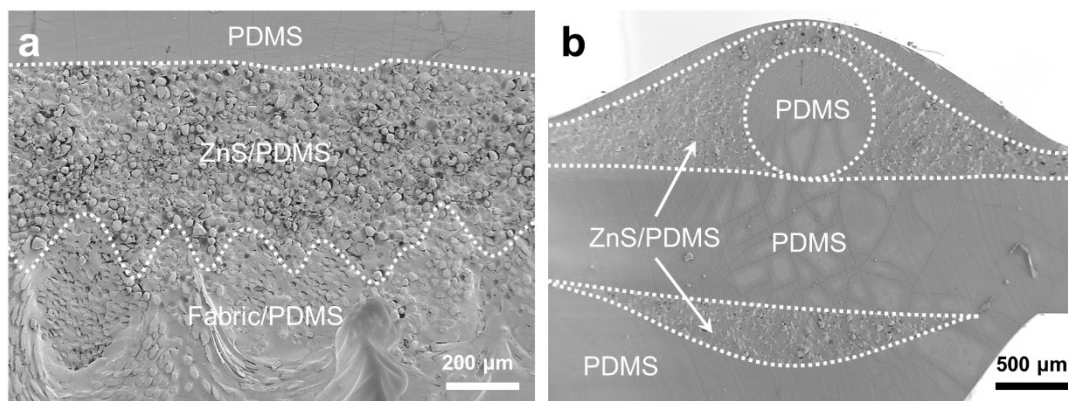 a
PDMS
ZnS/PDMS
Fabric/PDMS
200 µm
b
PDMS
ZnS/PDMS
PDMS
PDMS
500 µm